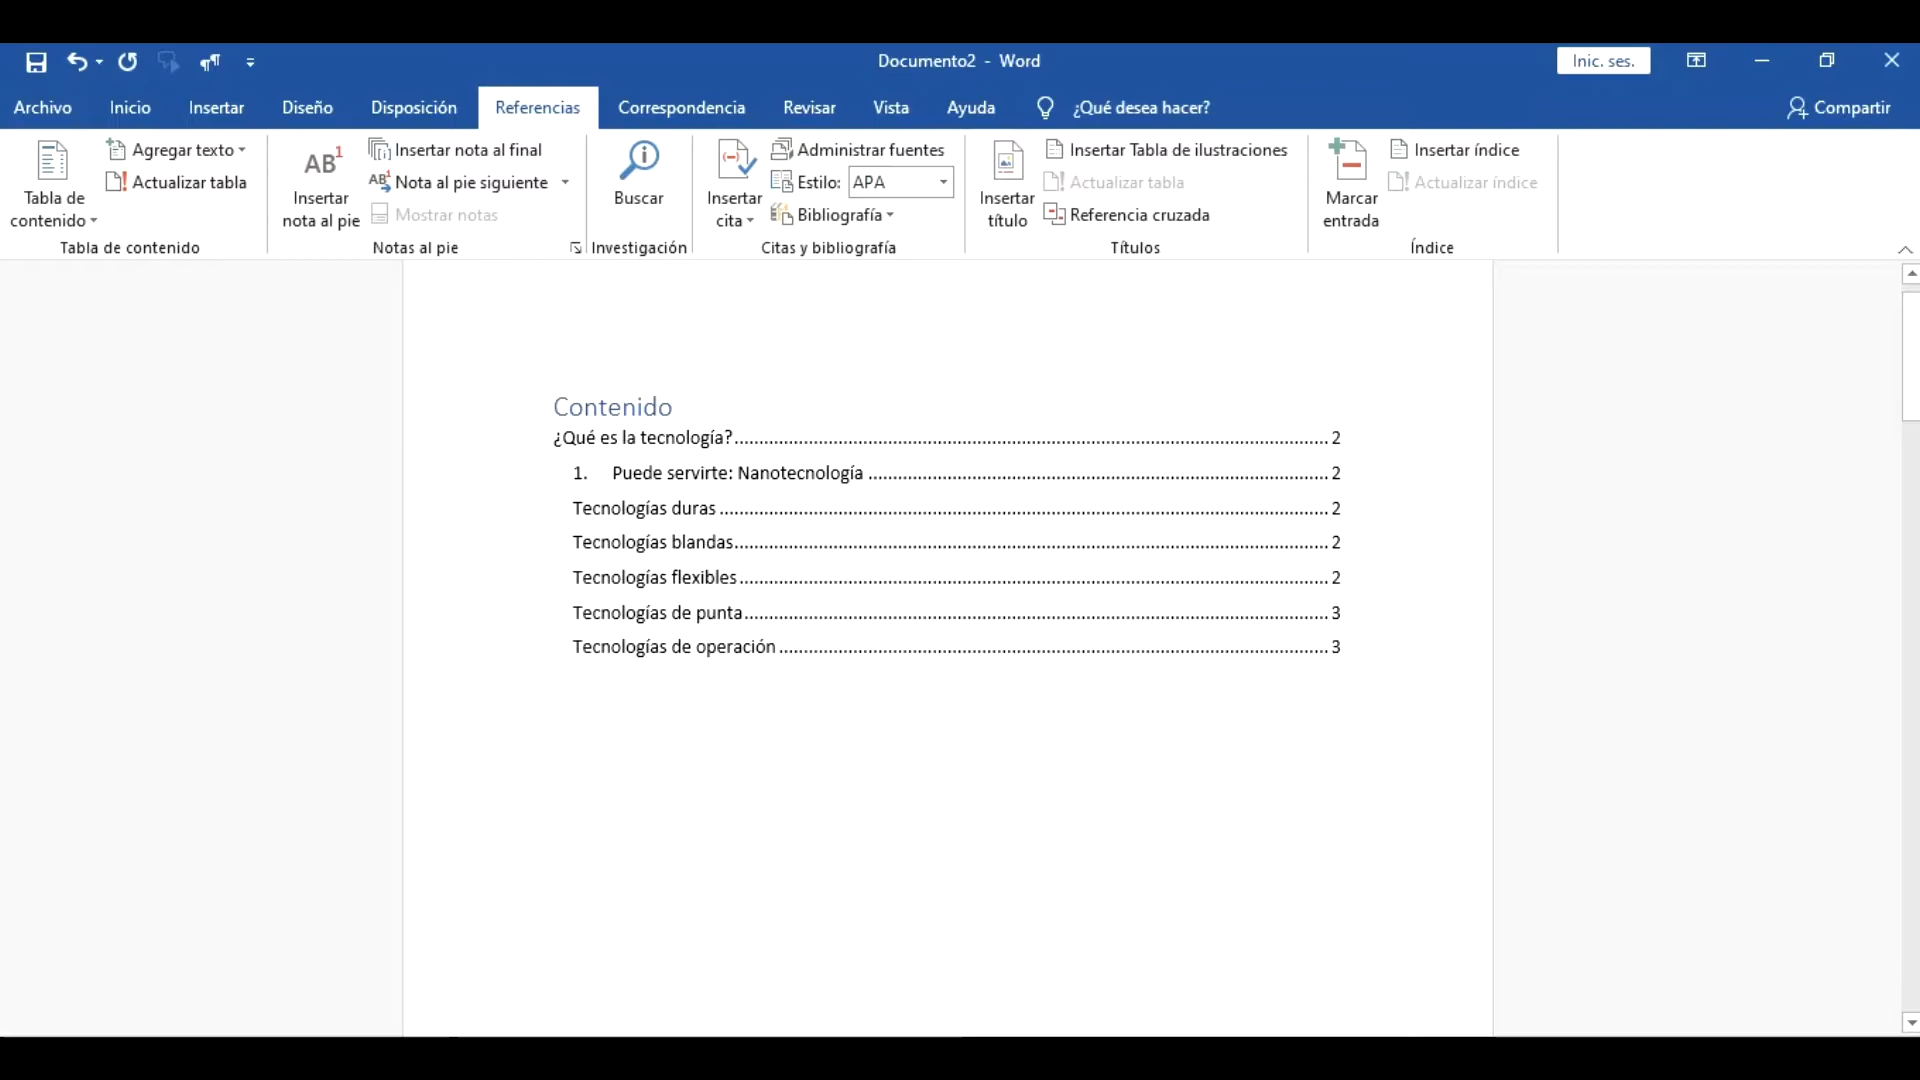 Documento2 - Word
Inic. ses.
Archivo Inicio Insertar Diseño Disposición Referencias Correspondencia Revisar Vista Ayuda ¿Qué desea hacer? Compartir
Tabla de contenido
Agregar texto
Actualizar tabla
Tabla de contenido
AB1
Insertar nota al pie
Insertar nota al final
Nota al pie siguiente
Mostrar notas
Notas al pie
Buscar
Investigación
Insertar cita
Administrar fuentes
Estilo: APA
Bibliografía
Citas y bibliografía
Insertar título
Insertar Tabla de ilustraciones
Actualizar tabla
Referencia cruzada
Títulos
Marcar entrada
Insertar índice
Actualizar índice
Índice
Contenido
¿Qué es la tecnología? 2
1. Puede servirte: Nanotecnología 2
Tecnologías duras 2
Tecnologías blandas 2
Tecnologías flexibles 2
Tecnologías de punta 3
Tecnologías de operación 3